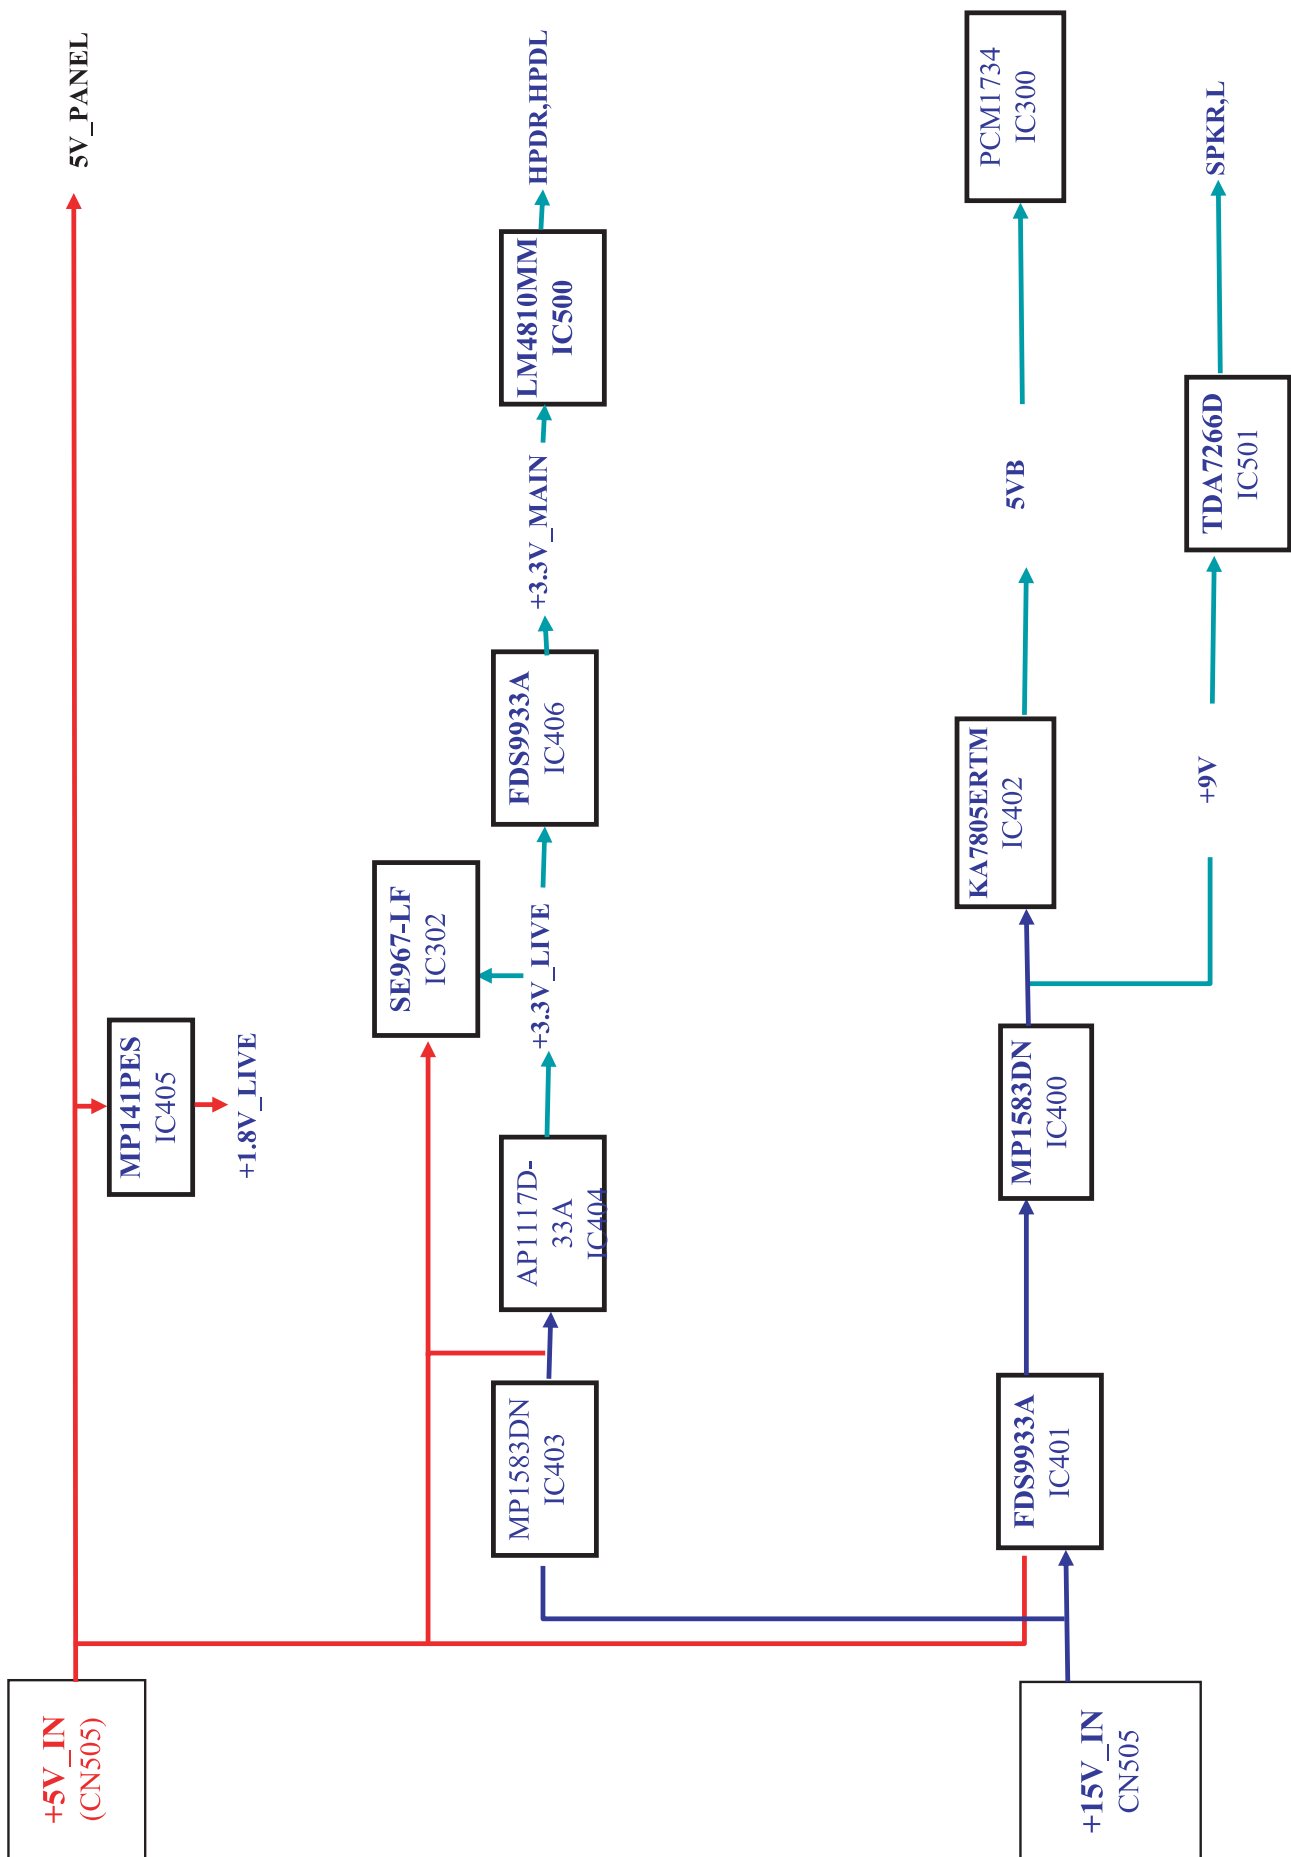 +5V_IN
(CN505)
5V_PANEL
MP141PES
IC405
+1.8V_LIVE
SE967-LF
IC302
MP1583DN
IC403
AP1117D-
33A
IC404
+3.3V_LIVE
FDS9933A
IC406
+3.3V_MAIN
LM4810MM
IC500
HPDR,HPDL
+15V_IN
CN505
FDS9933A
IC401
MP1583DN
IC400
KA7805ERTM
IC402
5VB
PCM1734
IC300
+9V
TDA7266D
IC501
SPKR,L